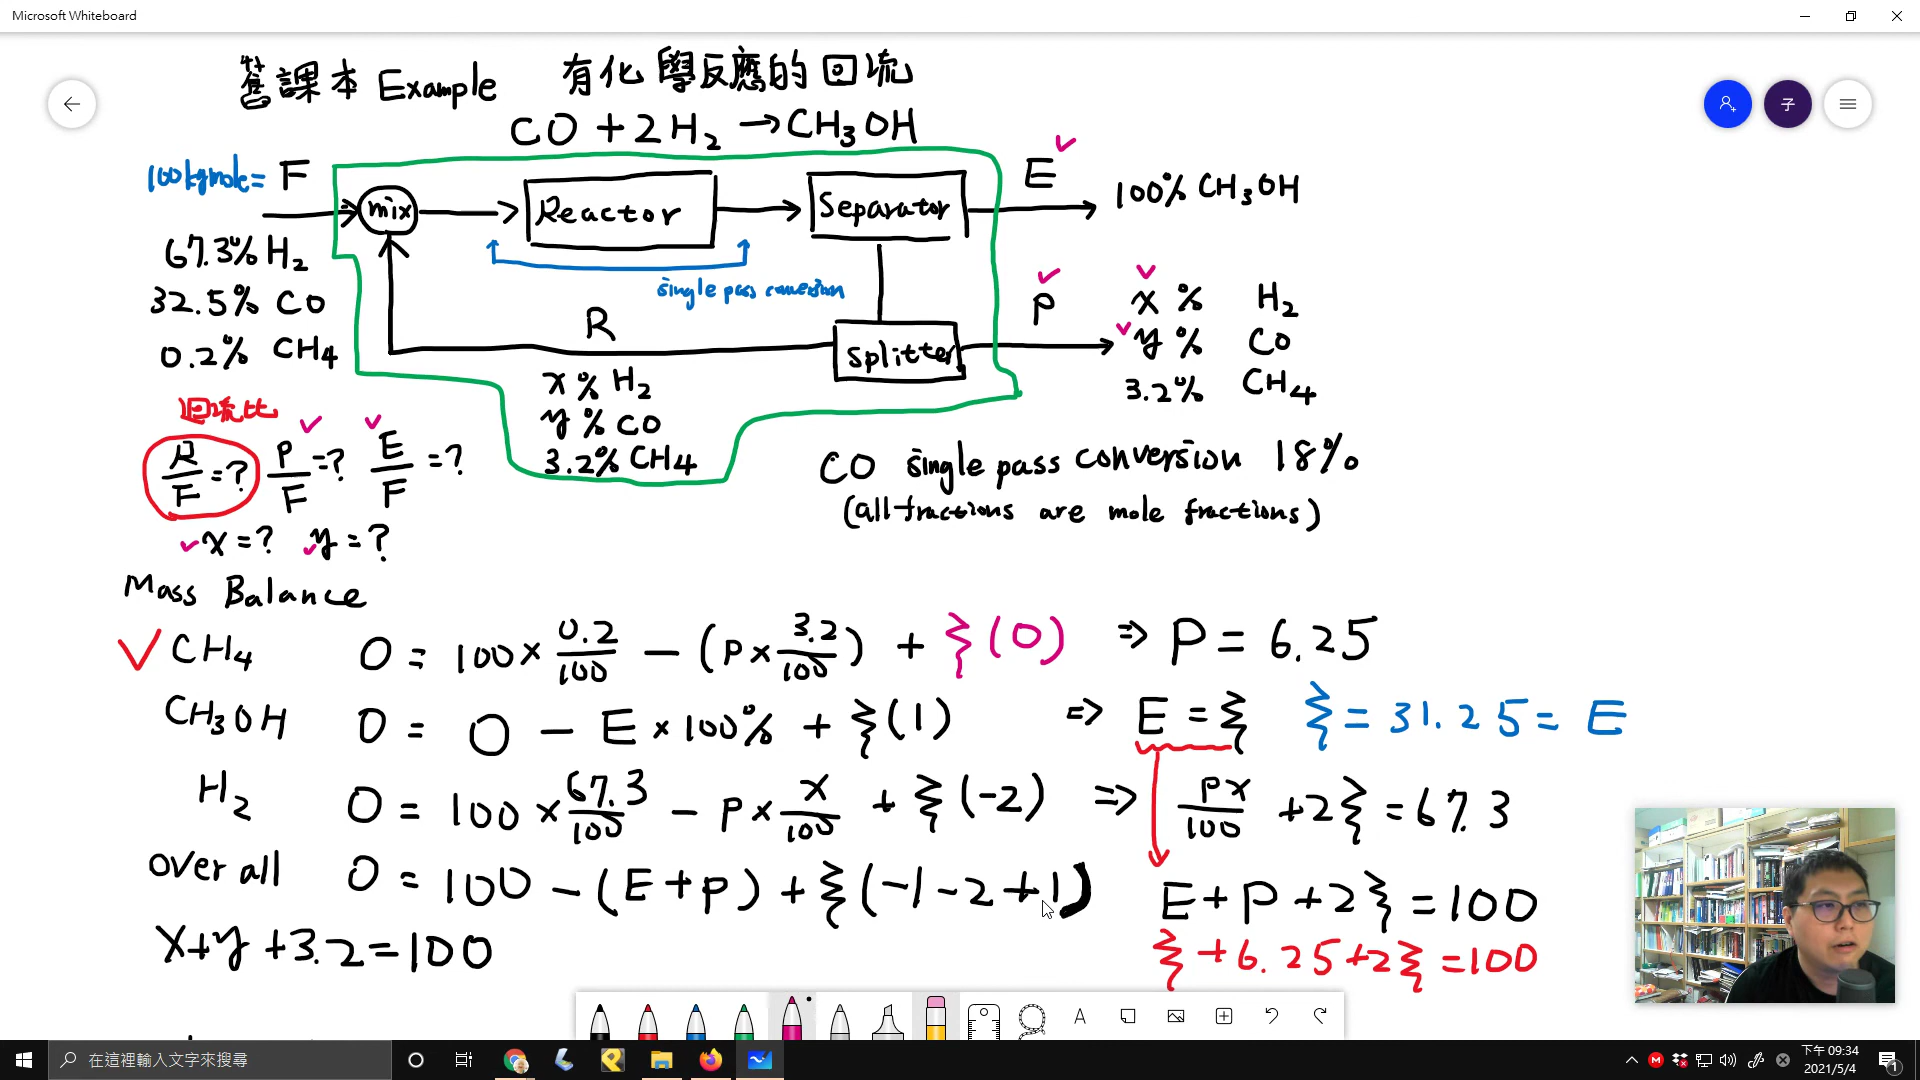 Microsoft Whiteboard
舊課本 Example 有化學反應的回流
CO + 2H₂ → CH₃OH
100 kgmole = F
mix
Reactor
Separator
E
100% CH₃OH
子
67.3% H₂
32.5% CO
0.2% CH₄
single pass conversion
R
Splitter
P
x % H₂
y % CO
3.2% CH₄
x % H₂
y % CO
3.2% CH₄
回流比
R/F = ? P/F = ? E/F = ?
x = ? y = ?
CO single pass conversion 18%
(all fractions are mole fractions)
Mass Balance
CH₄ 0 = 100 × 0.2/100 − (P × 3.2/100) + ξ(0) ⇒ P = 6.25
CH₃OH 0 = 0 − E × 100% + ξ(1) ⇒ E = ξ ξ = 31.25 = E
H₂ 0 = 100 × 67.3/100 − P × x/100 + ξ(−2) ⇒ Px/100 + 2ξ = 67.3
over all 0 = 100 − (E + P) + ξ(−1 −2 +1) E + P + 2ξ = 100
x + y + 3.2 = 100
ξ + 6.25 + 2ξ = 100
在這裡輸入文字來搜尋
下午 09:34
2021/5/4